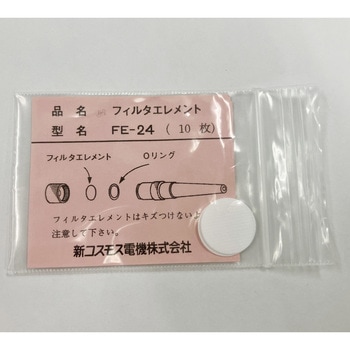 品名 フィルタエレメント
型名 FE-24 (10枚)
フィルタエレメント Oリング
フィルタエレメントはキズつけないよ
注意して下さい。
新コスモス電機株式会社